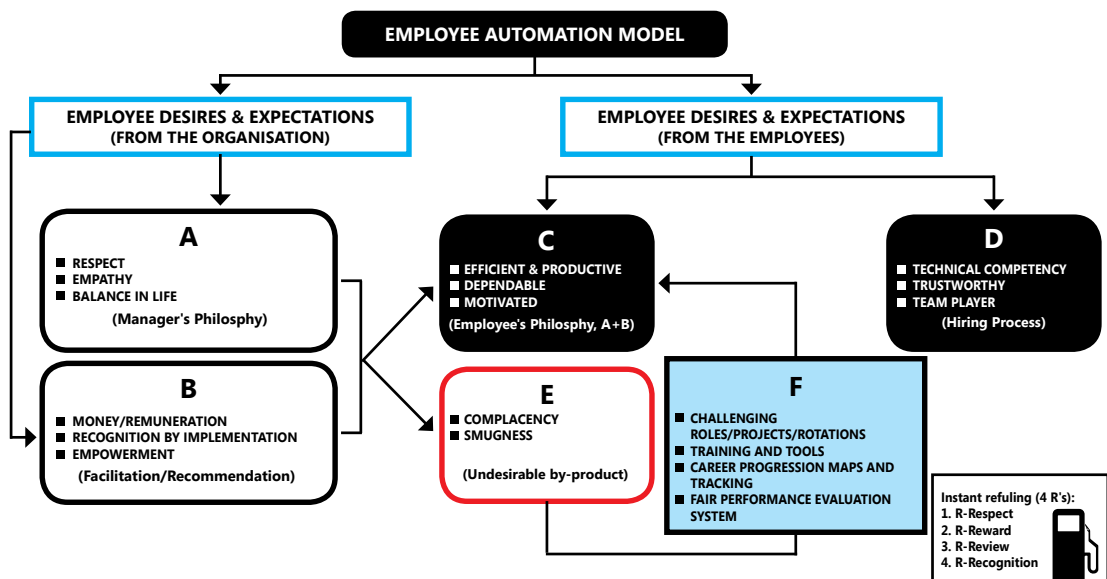 EMPLOYEE AUTOMATION MODEL
EMPLOYEE DESIRES & EXPECTATIONS
(FROM THE ORGANISATION)
EMPLOYEE DESIRES & EXPECTATIONS
(FROM THE EMPLOYEES)
A
RESPECT
EMPATHY
BALANCE IN LIFE
(Manager's Philosphy)
B
MONEY/REMUNERATION
RECOGNITION BY IMPLEMENTATION
EMPOWERMENT
(Facilitation/Recommendation)
C
EFFICIENT & PRODUCTIVE
DEPENDABLE
MOTIVATED
(Employee's Philosphy, A+B)
D
TECHNICAL COMPETENCY
TRUSTWORTHY
TEAM PLAYER
(Hiring Process)
E
COMPLACENCY
SMUGNESS
(Undesirable by-product)
F
CHALLENGING
ROLES/PROJECTS/ROTATIONS
TRAINING AND TOOLS
CAREER PROGRESSION MAPS AND
TRACKING
FAIR PERFORMANCE EVALUATION
SYSTEM
Instant refuling (4 R's):
1. R-Respect
2. R-Reward
3. R-Review
4. R-Recognition